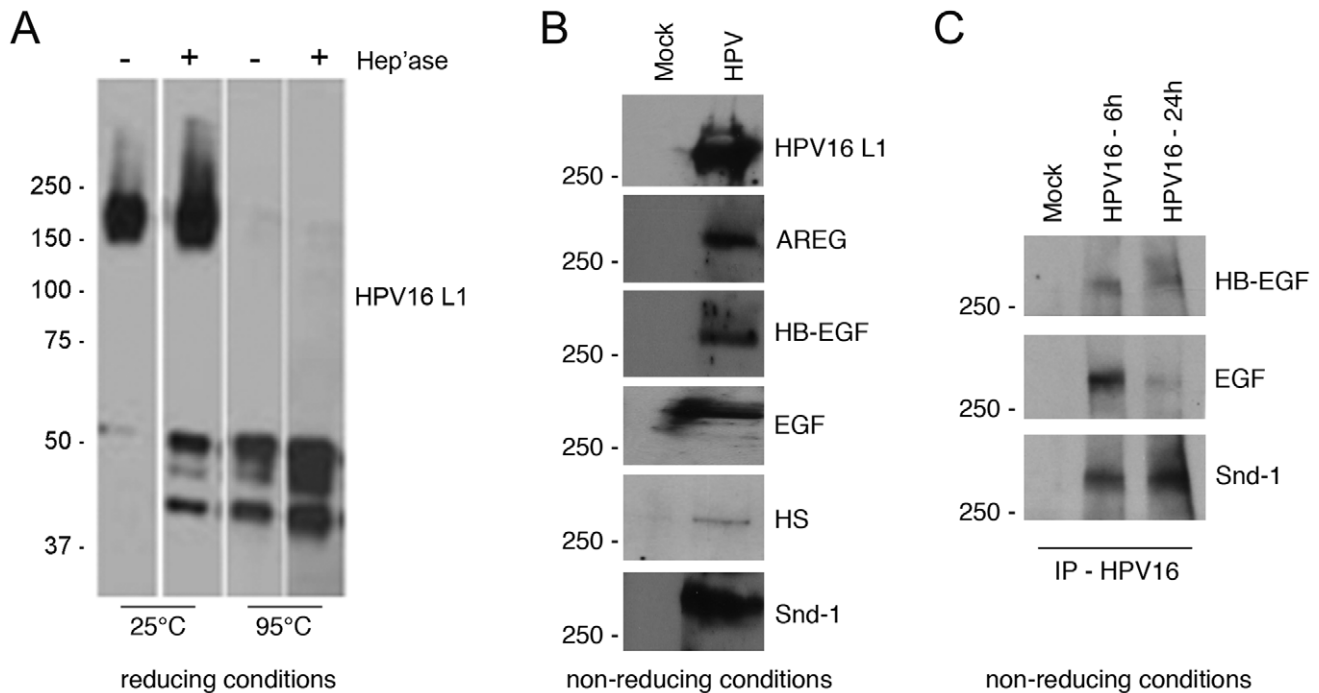 A
- + - + Hep'ase
250 -
150 -
100 -
75 -
50 -
37 -
HPV16 L1
25°C 95°C
reducing conditions
B
Mock HPV
250 - HPV16 L1
250 - AREG
250 - HB-EGF
250 - EGF
250 - HS
250 - Snd-1
non-reducing conditions
C
Mock HPV16 - 6h HPV16 - 24h
250 - HB-EGF
250 - EGF
250 - Snd-1
IP - HPV16
non-reducing conditions